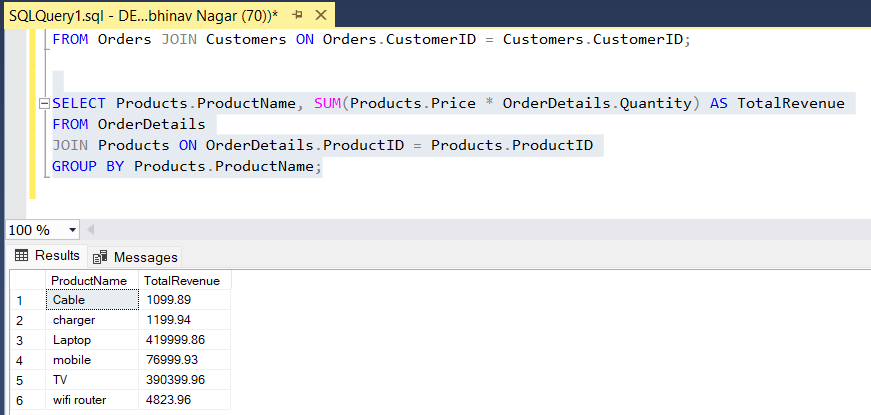 SQLQuery1.sql - DE...bhinav Nagar (70))*
FROM Orders JOIN Customers ON Orders.CustomerID = Customers.CustomerID;
SELECT Products.ProductName, SUM(Products.Price * OrderDetails.Quantity) AS TotalRevenue
FROM OrderDetails
JOIN Products ON OrderDetails.ProductID = Products.ProductID
GROUP BY Products.ProductName;
100 %
Results Messages
ProductName TotalRevenue
1 Cable 1099.89
2 charger 1199.94
3 Laptop 419999.86
4 mobile 76999.93
5 TV 390399.96
6 wifi router 4823.96